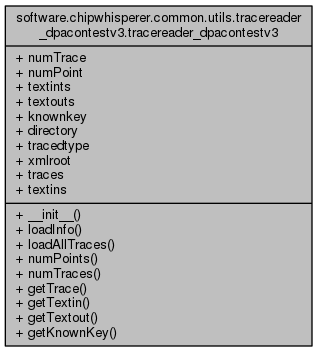 software.chipwhisperer.common.utils.tracereader
_dpacontestv3.tracereader_dpacontestv3
+ numTrace
+ numPoint
+ textints
+ textouts
+ knownkey
+ directory
+ tracedtype
+ xmlroot
+ traces
+ textins
+ __init__()
+ loadInfo()
+ loadAllTraces()
+ numPoints()
+ numTraces()
+ getTrace()
+ getTextin()
+ getTextout()
+ getKnownKey()